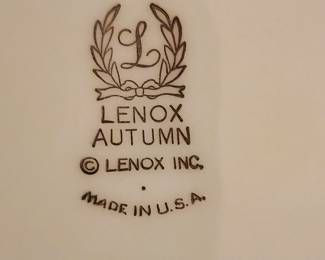 L
LENOX
AUTUMN
© LENOX INC.
MADE IN U.S.A.